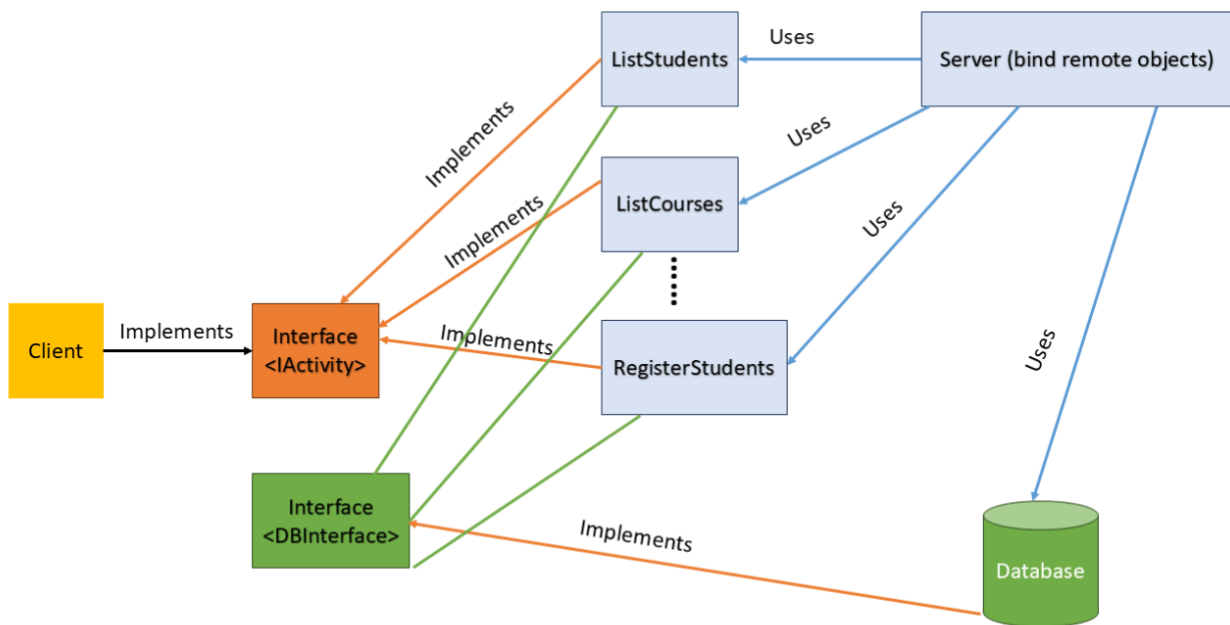 ListStudents
Uses
Server (bind remote objects)
Implements
Uses
ListCourses
Implements
Uses
Client
Implements
Interface
<IActivity>
Implements
RegisterStudents
Uses
Interface
<DBInterface>
Implements
Database